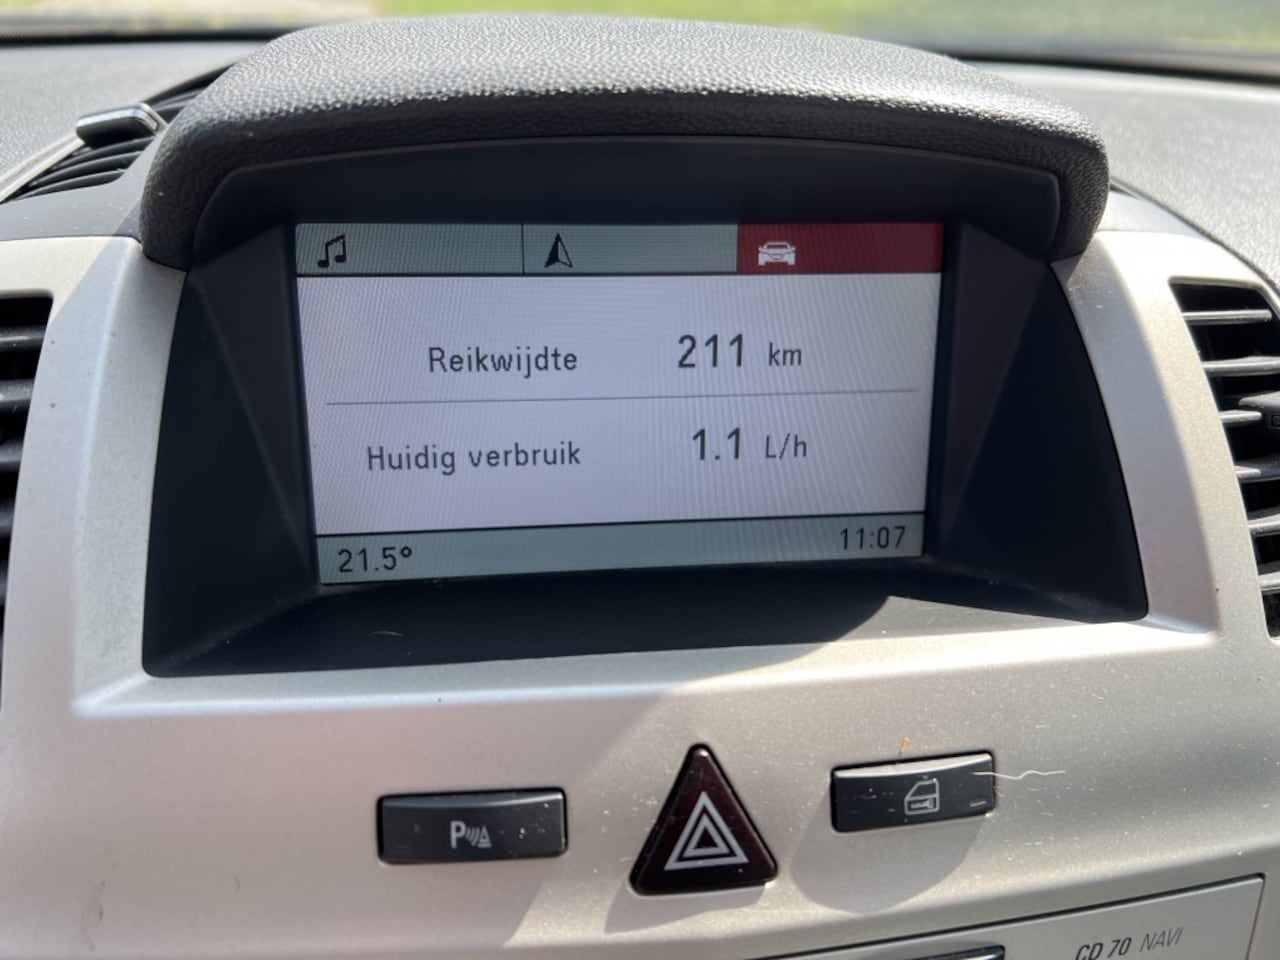 Reikwijdte 211 km
Huidig verbruik 1.1 L/h
21.5° 11:07
P
CD 70 NAVI